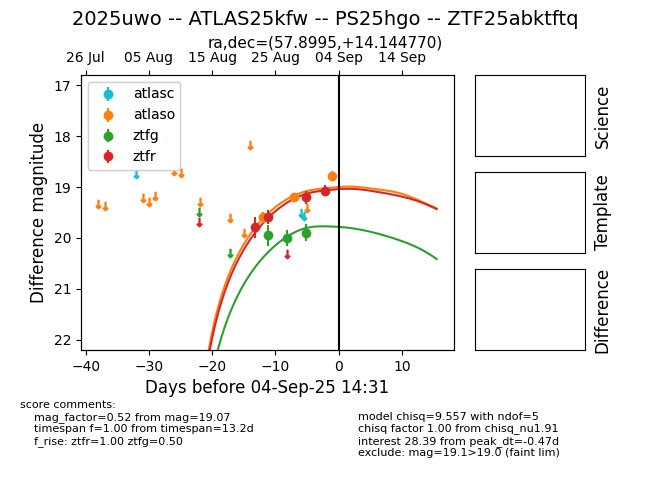 2025uwo -- ATLAS25kfw -- PS25hgo -- ZTF25abktftq
ra,dec=(57.8995,+14.144770)
26 Jul 05 Aug 15 Aug 25 Aug 04 Sep 14 Sep
17
18
19
20
21
22
Difference magnitude
atlasc
atlaso
ztfg
ztfr
−40 −30 −20 −10 0 10
Days before 04-Sep-25 14:31
Science
Template
Difference
score comments:
mag_factor=0.52 from mag=19.07
timespan f=1.00 from timespan=13.2d
f_rise: ztfr=1.00 ztfg=0.50
model chisq=9.557 with ndof=5
chisq factor 1.00 from chisq_nu1.91
interest 28.39 from peak_dt=-0.47d
exclude: mag=19.1>19.0 (faint lim)